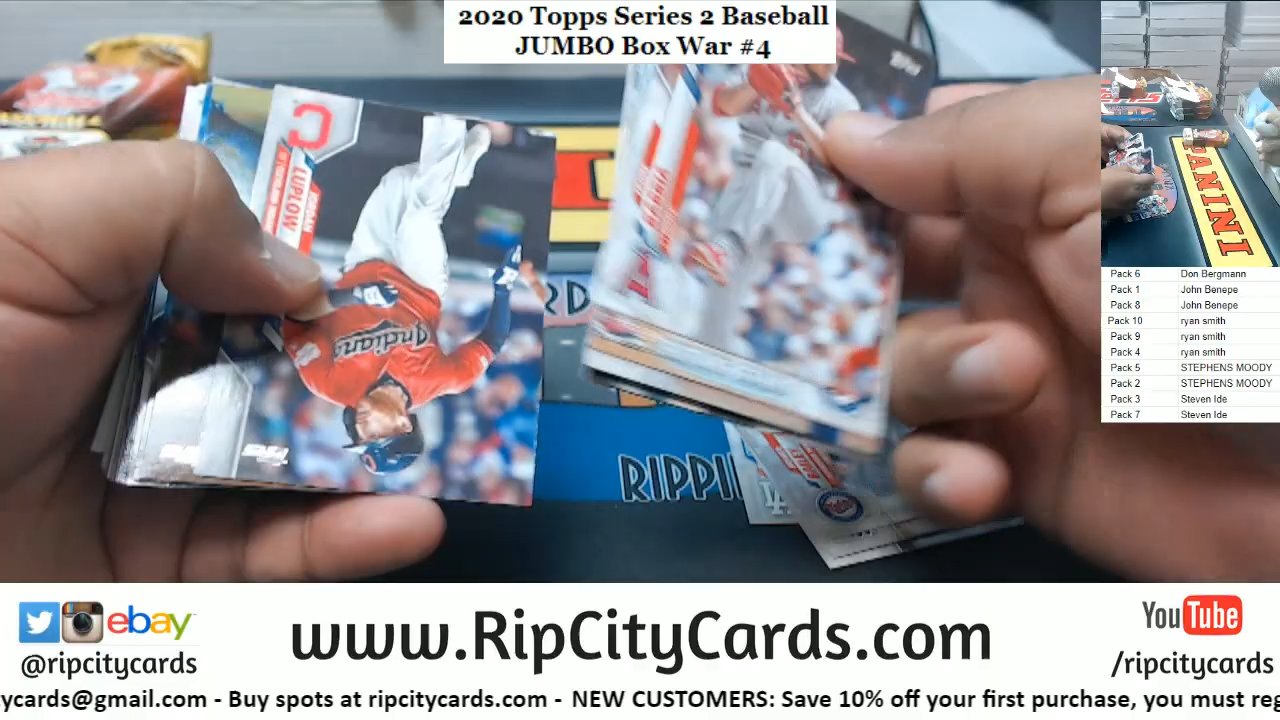 2020 Topps Series 2 Baseball
JUMBO Box War #4
C
JORDAN
LUPLOW
Indians
RIPPI
PANINI
Pack 6 Don Bergmann
Pack 1 John Benepe
Pack 8 John Benepe
Pack 10 ryan smith
Pack 9 ryan smith
Pack 4 ryan smith
Pack 5 STEPHENS MOODY
Pack 2 STEPHENS MOODY
Pack 3 Steven Ide
Pack 7 Steven Ide
ebay
@ripcitycards
www.RipCityCards.com
YouTube
/ripcitycards
tycards@gmail.com - Buy spots at ripcitycards.com - NEW CUSTOMERS: Save 10% off your first purchase, you must reg